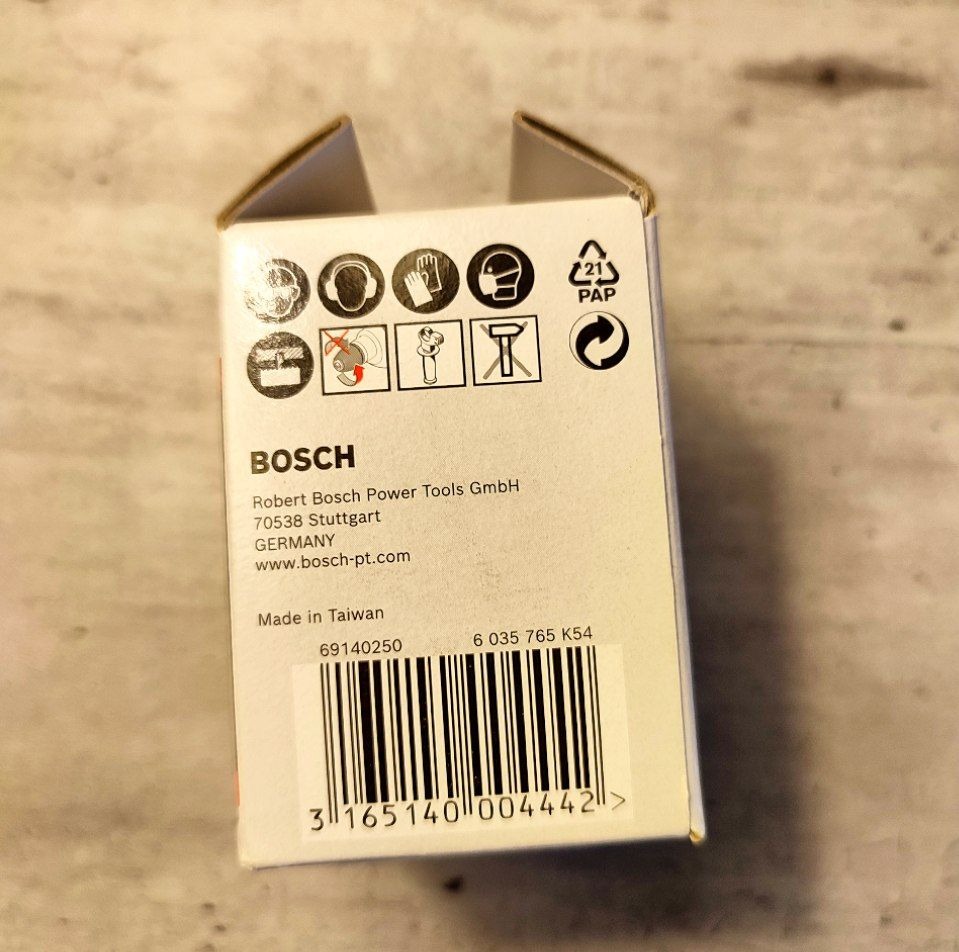 21
PAP
BOSCH
Robert Bosch Power Tools GmbH
70538 Stuttgart
GERMANY
www.bosch-pt.com
Made in Taiwan
69140250 6 035 765 K54
3 165140 004442 >